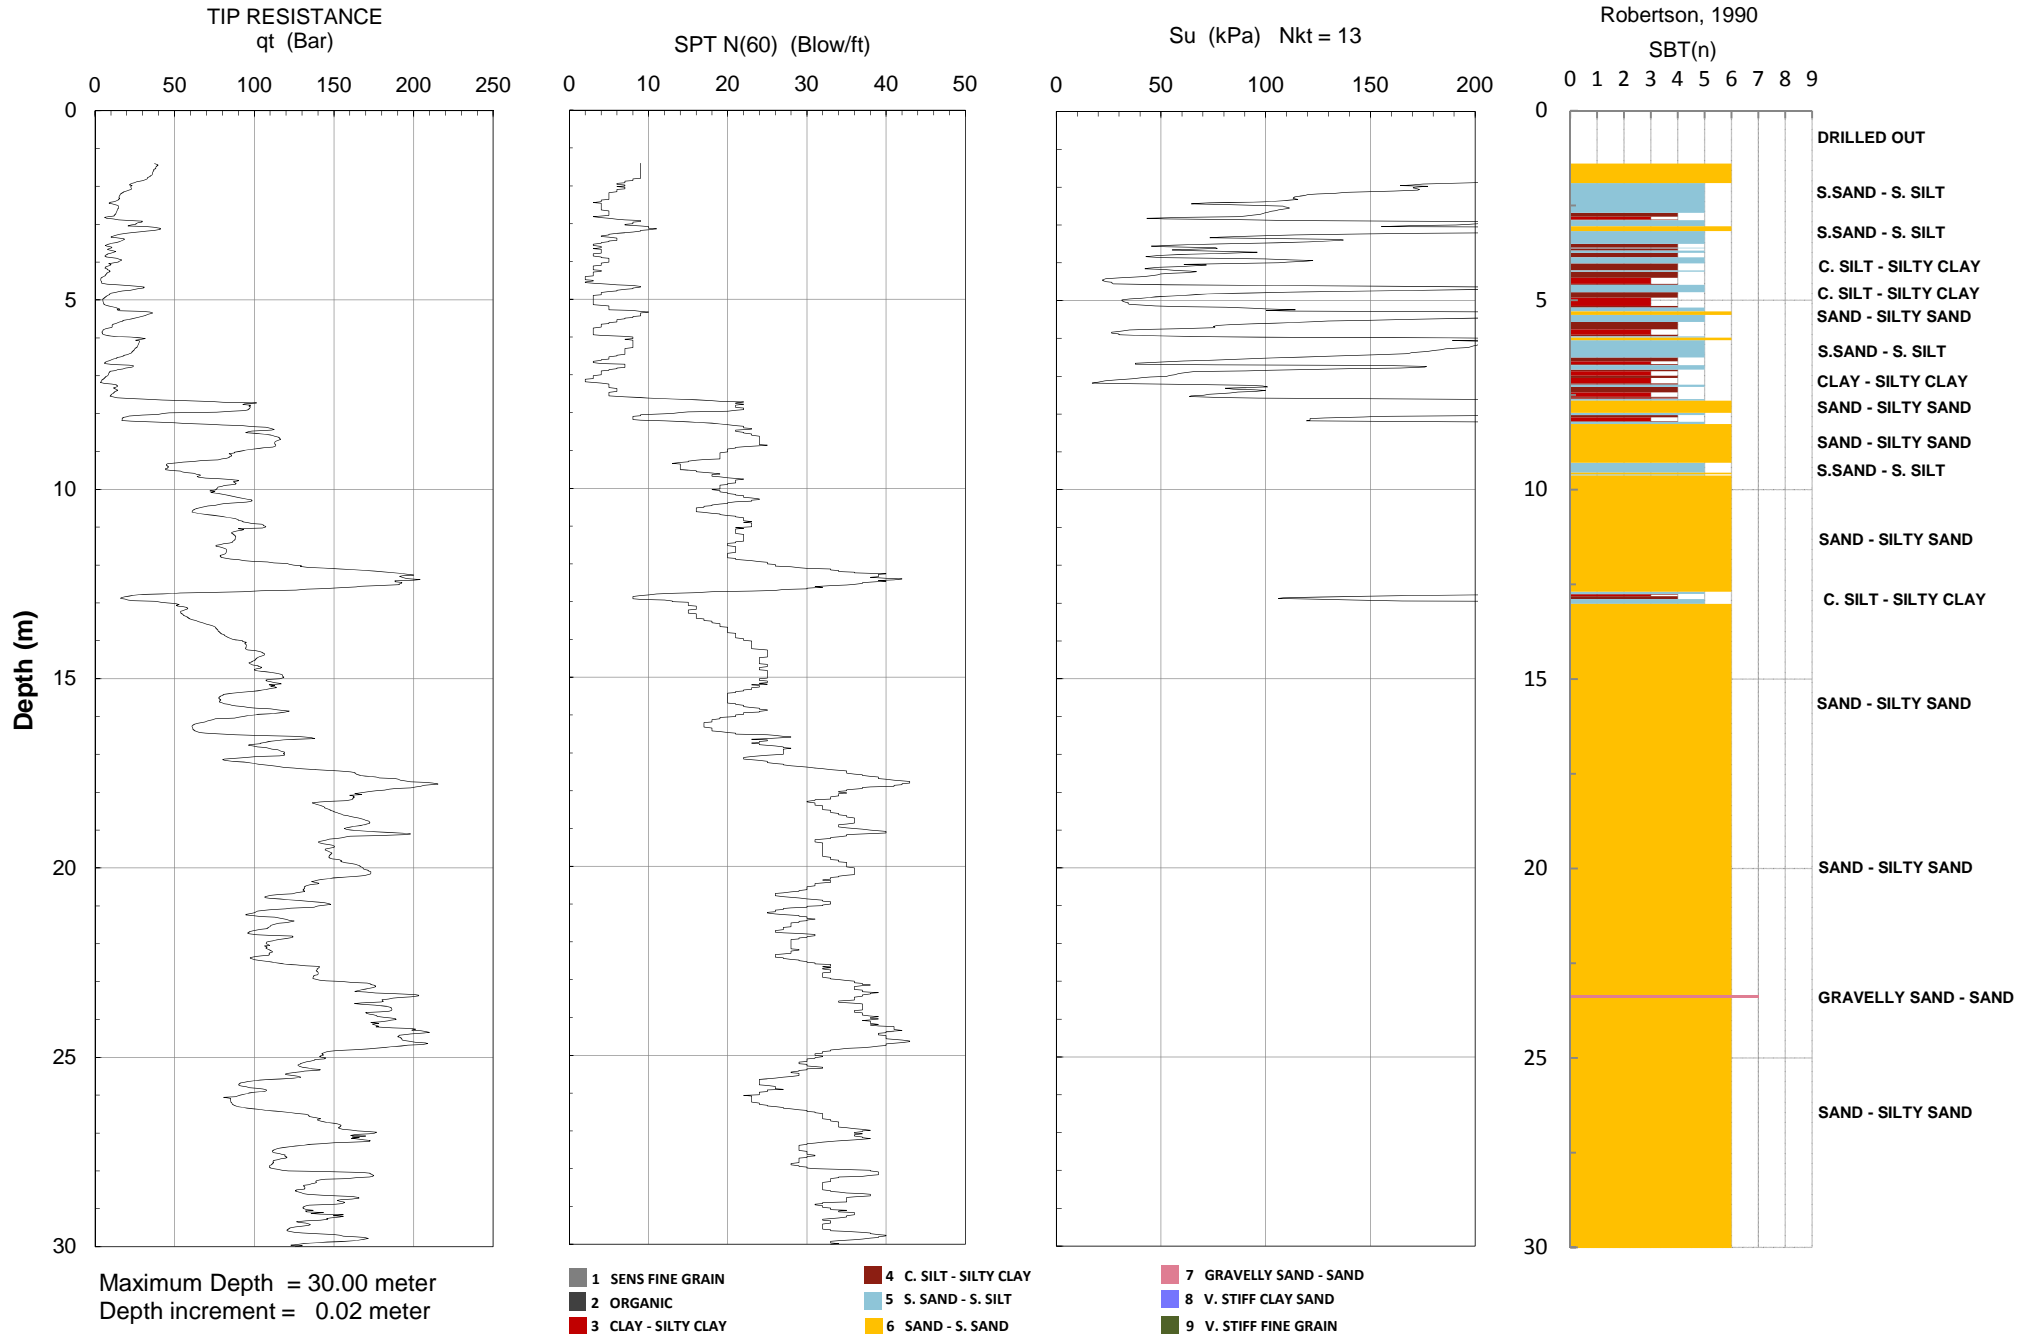 TIP RESISTANCE
qt (Bar)
0 50 100 150 200 250
SPT N(60) (Blow/ft)
0 10 20 30 40 50
Su (kPa) Nkt = 13
0 50 100 150 200
Robertson, 1990
SBT(n)
0 1 2 3 4 5 6 7 8 9
Depth (m)
0
5
10
15
20
25
30
0
5
10
15
20
25
30
DRILLED OUT
S.SAND - S. SILT
S.SAND - S. SILT
C. SILT - SILTY CLAY
C. SILT - SILTY CLAY
SAND - SILTY SAND
S.SAND - S. SILT
CLAY - SILTY CLAY
SAND - SILTY SAND
SAND - SILTY SAND
S.SAND - S. SILT
SAND - SILTY SAND
C. SILT - SILTY CLAY
SAND - SILTY SAND
SAND - SILTY SAND
GRAVELLY SAND - SAND
SAND - SILTY SAND
Maximum Depth = 30.00 meter
Depth increment = 0.02 meter
1 SENS FINE GRAIN
2 ORGANIC
3 CLAY - SILTY CLAY
4 C. SILT - SILTY CLAY
5 S. SAND - S. SILT
6 SAND - S. SAND
7 GRAVELLY SAND - SAND
8 V. STIFF CLAY SAND
9 V. STIFF FINE GRAIN